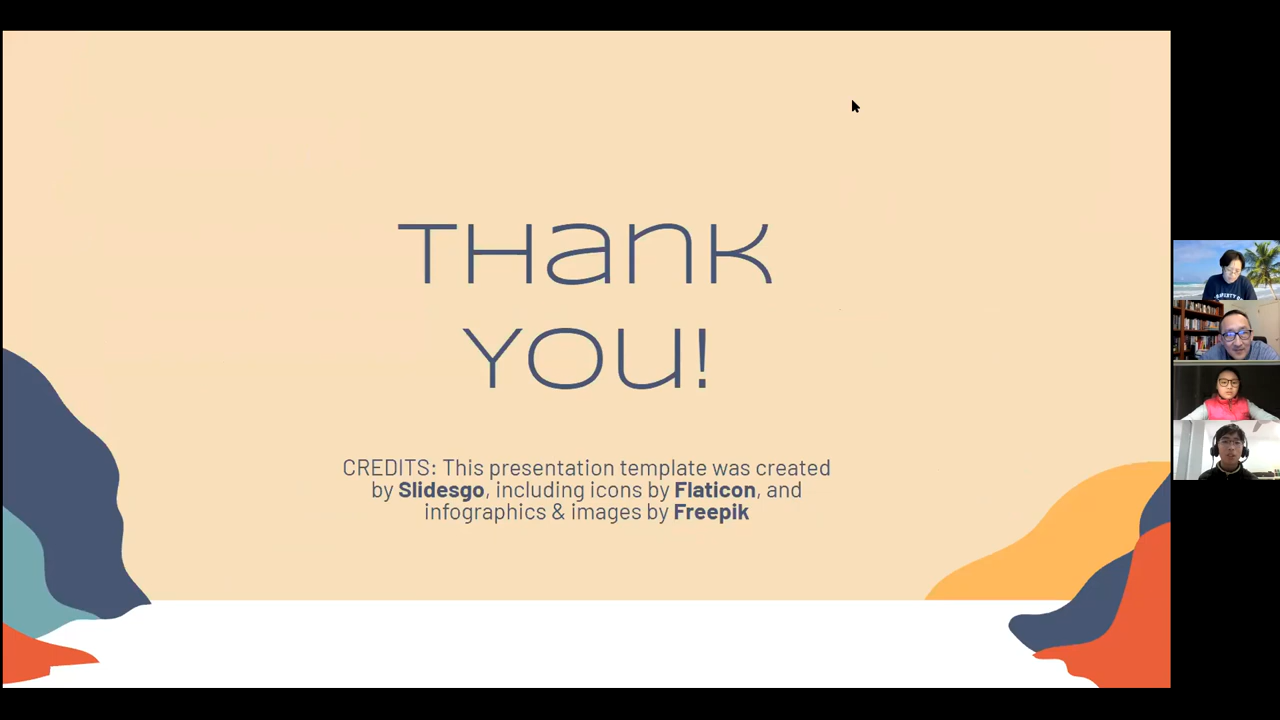 THANK
YOU!
CREDITS: This presentation template was created
by Slidesgo, including icons by Flaticon, and
infographics & images by Freepik